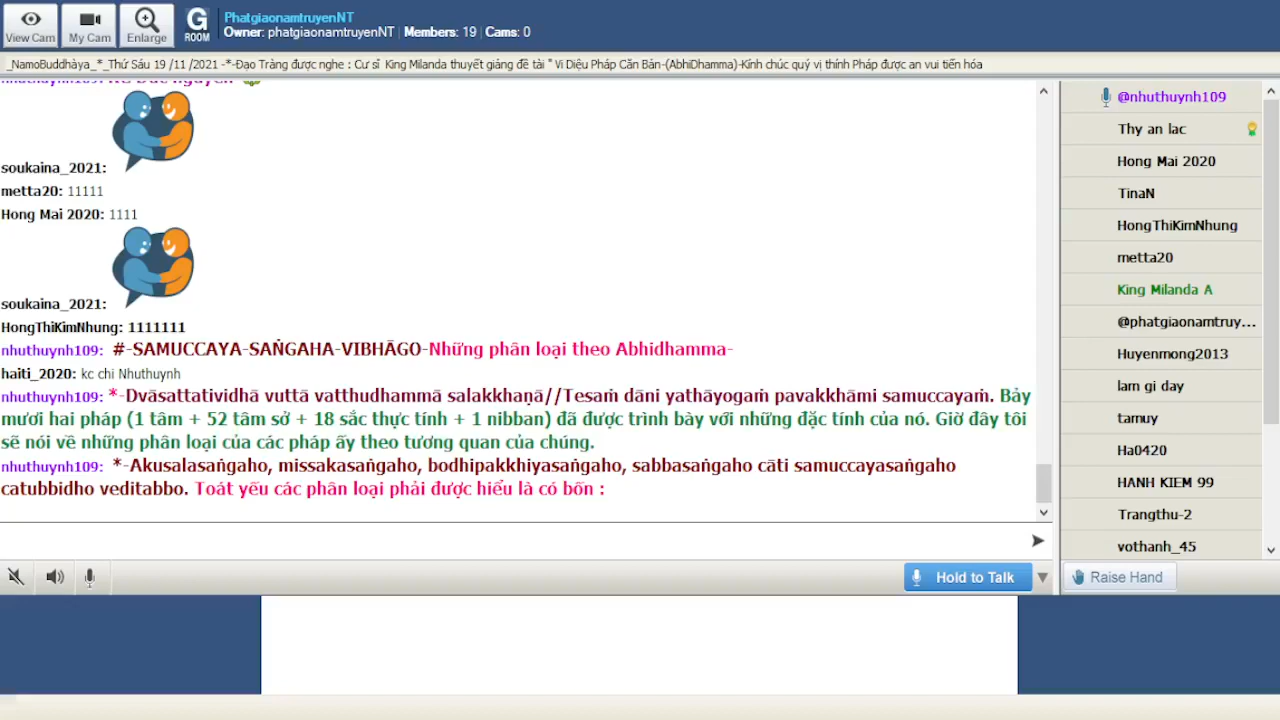 View Cam
My Cam
Enlarge
G
ROOM
PhatgiaonamtruyenNT
Owner: phatgiaonamtruyenNT | Members: 19 | Cams: 0
_NamoBuddhàya_*_Thứ Sáu 19 /11 /2021 -*-Đạo Tràng được nghe : Cư sĩ  King Milanda thuyết giảng đề tài " Vi Diệu Pháp Căn Bản-(AbhiDhamma)-Kính chúc quý vị thính Pháp được an vui tiến hóa
soukaina_2021:
metta20: 11111
Hong Mai 2020: 1111
soukaina_2021:
HongThiKimNhung: 1111111
nhuthuynh109: #-SAMUCCAYA-SAṄGAHA-VIBHĀGO-Những phân loại theo Abhidhamma-
haiti_2020: kc chi Nhuthuynh
nhuthuynh109: *-Dvāsattatividhā vuttā vatthudhammā salakkhaṇā//Tesaṁ dāni yathāyogaṁ pavakkhāmi samuccayaṁ. Bảy
mươi hai pháp (1 tâm + 52 tâm sở + 18 sắc thực tính + 1 nibban) đã được trình bày với những đặc tính của nó. Giờ đây tôi
sẽ nói về những phân loại của các pháp ấy theo tương quan của chúng.
nhuthuynh109: *-Akusalasaṅgaho, missakasaṅgaho, bodhipakkhiyasaṅgaho, sabbasaṅgaho cāti samuccayasaṅgaho
catubbidho veditabbo. Toát yếu các phân loại phải được hiểu là có bốn :
@nhuthuynh109
Thy an lac
Hong Mai 2020
TinaN
HongThiKimNhung
metta20
King Milanda A
@phatgiaonamtruy...
Huyenmong2013
lam gi day
tamuy
Ha0420
HANH KIEM 99
Trangthu-2
vothanh_45
Hold to Talk
Raise Hand